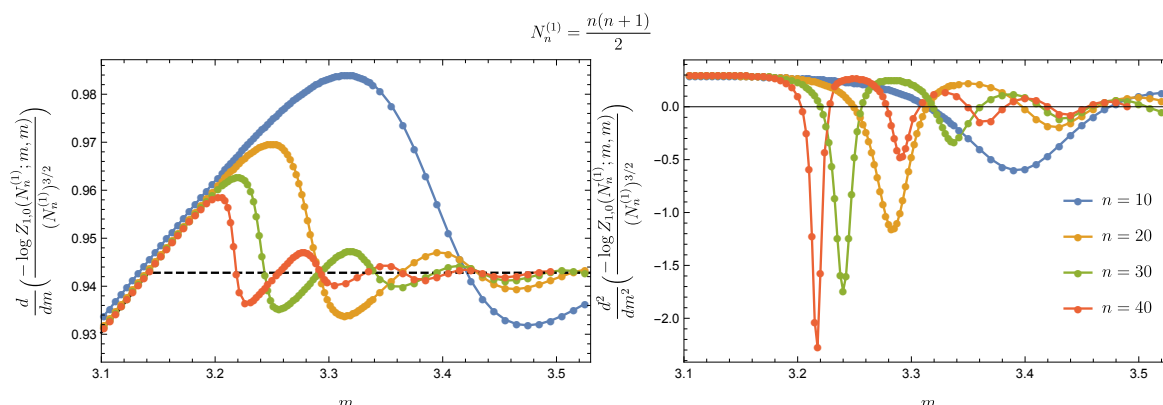 $N_n^{(1)} = \frac{n(n+1)}{2}$
$\frac{d}{dm}\left(\frac{-\log Z_{1,0}(N_n^{(1)}; m, m)}{(N_n^{(1)})^{3/2}}\right)$
0.98
0.97
0.96
0.95
0.94
0.93
3.1 3.2 3.3 3.4 3.5
m
$\frac{d^2}{dm^2}\left(\frac{-\log Z_{1,0}(N_n^{(1)}; m, m)}{(N_n^{(1)})^{3/2}}\right)$
0.0
-0.5
-1.0
-1.5
-2.0
3.1 3.2 3.3 3.4 3.5
m
n = 10
n = 20
n = 30
n = 40